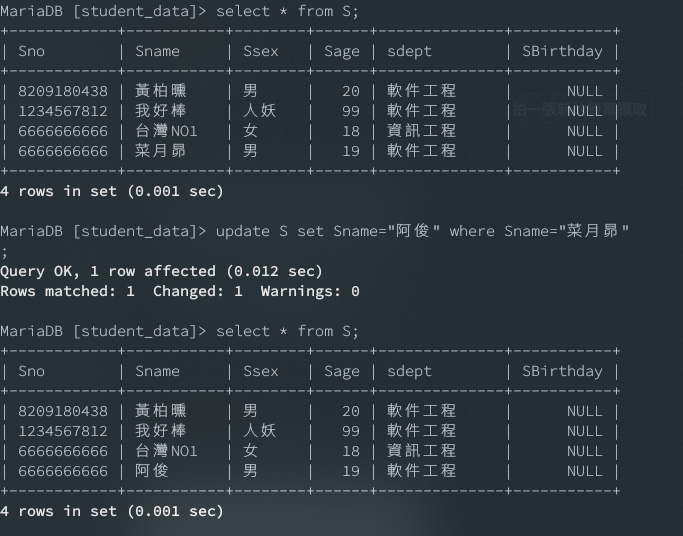 MariaDB [student_data]> select * from S;
+------------+-----------+--------+------+--------------+-----------+
| Sno        | Sname     | Ssex   | Sage | sdept        | SBirthday |
+------------+-----------+--------+------+--------------+-----------+
| 8209180438 | 黃柏曛    | 男     |   20 | 軟件工程     |      NULL |
| 1234567812 | 我好棒    | 人妖   |   99 | 軟件工程     |      NULL |
| 6666666666 | 台灣NO1   | 女     |   18 | 資訊工程     |      NULL |
| 6666666666 | 菜月昴    | 男     |   19 | 軟件工程     |      NULL |
+------------+-----------+--------+------+--------------+-----------+
4 rows in set (0.001 sec)
MariaDB [student_data]> update S set Sname="阿俊" where Sname="菜月昴"
;
Query OK, 1 row affected (0.012 sec)
Rows matched: 1  Changed: 1  Warnings: 0
MariaDB [student_data]> select * from S;
+------------+-----------+--------+------+--------------+-----------+
| Sno        | Sname     | Ssex   | Sage | sdept        | SBirthday |
+------------+-----------+--------+------+--------------+-----------+
| 8209180438 | 黃柏曛    | 男     |   20 | 軟件工程     |      NULL |
| 1234567812 | 我好棒    | 人妖   |   99 | 軟件工程     |      NULL |
| 6666666666 | 台灣NO1   | 女     |   18 | 資訊工程     |      NULL |
| 6666666666 | 阿俊      | 男     |   19 | 軟件工程     |      NULL |
+------------+-----------+--------+------+--------------+-----------+
4 rows in set (0.001 sec)